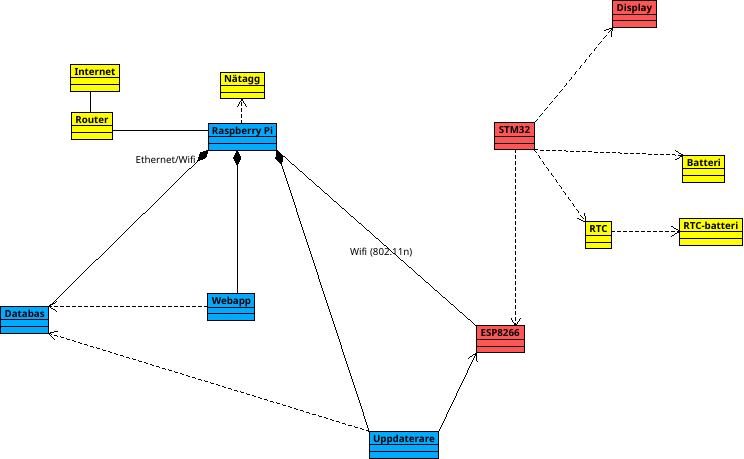 Display
Internet
Nätagg
Router
Raspberry Pi
STM32
Ethernet/Wifi
Batteri
RTC
RTC-batteri
Wifi (802.11n)
Webapp
Databas
ESP8266
Uppdaterare